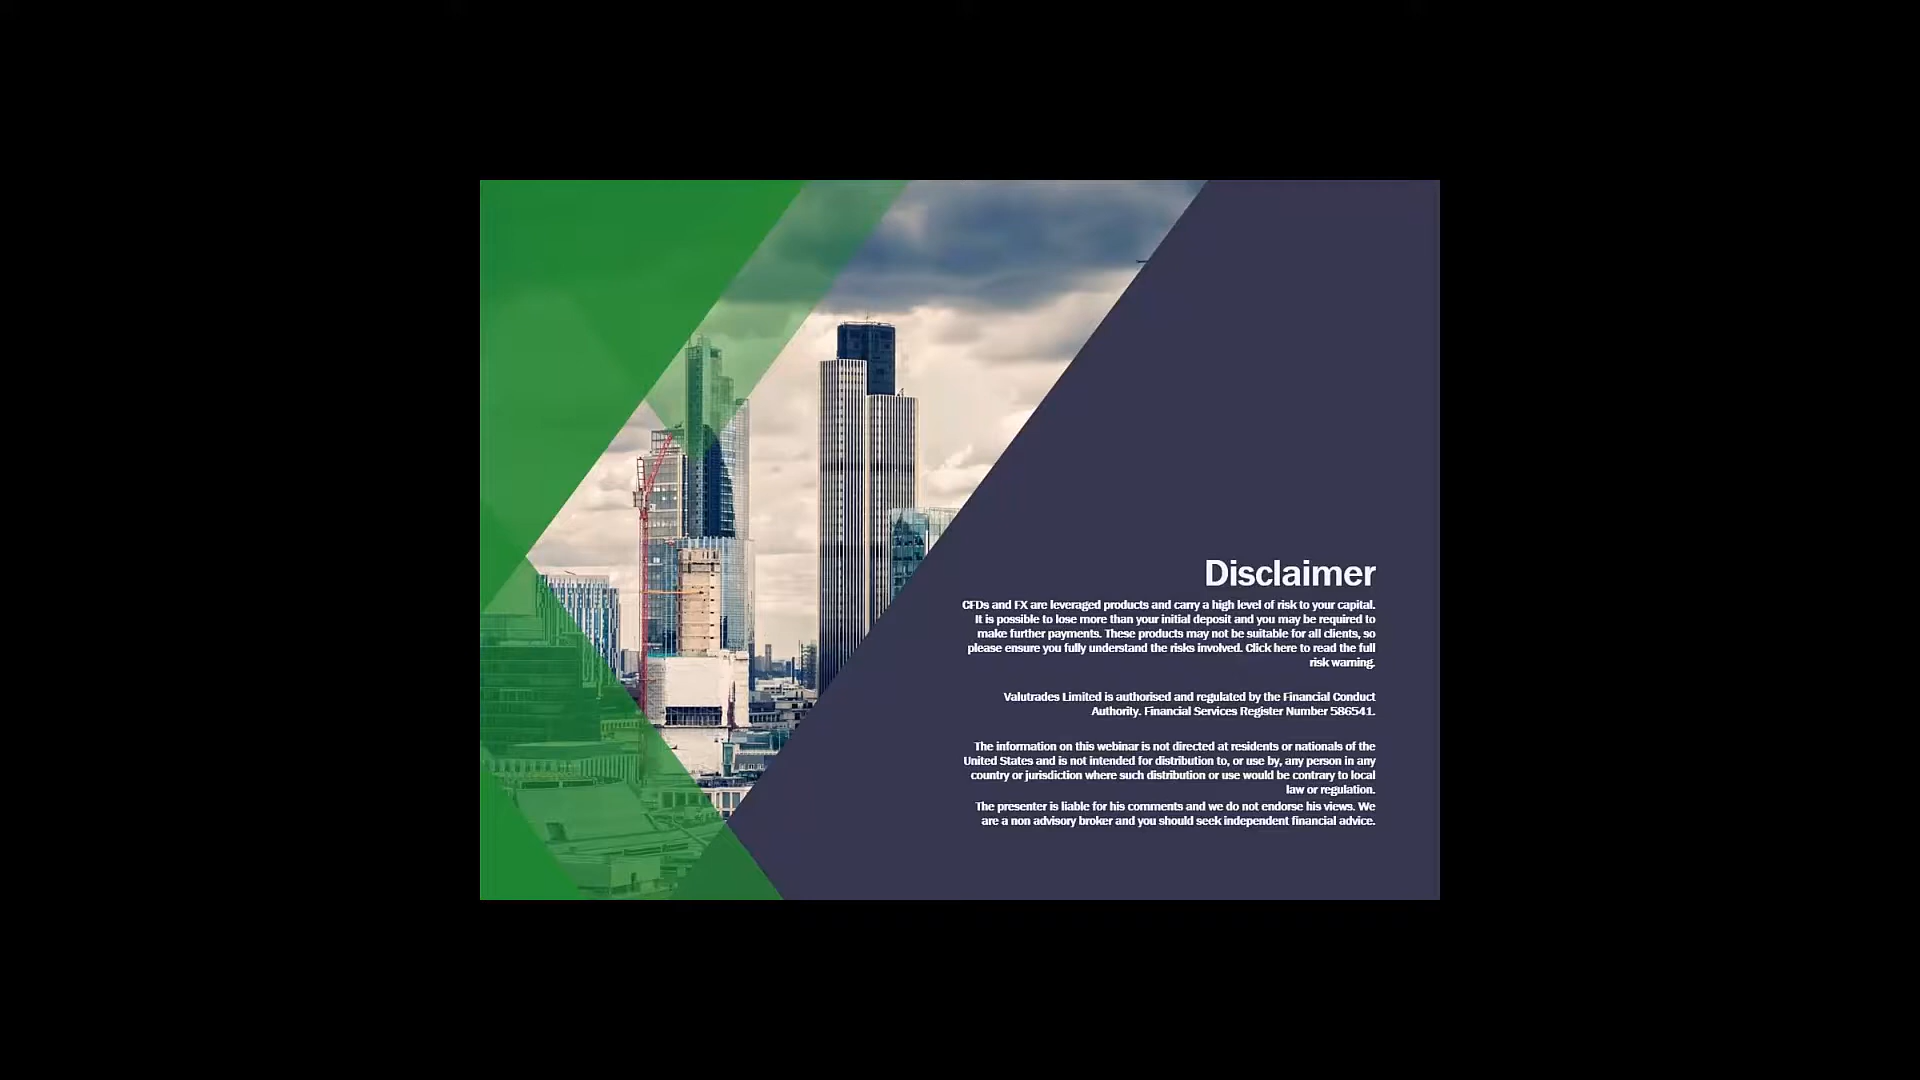 Disclaimer
CFDs and FX are leveraged products and carry a high level of risk to your capital.
It is possible to lose more than your initial deposit and you may be required to
make further payments. These products may not be suitable for all clients, so
please ensure you fully understand the risks involved. Click here to read the full
risk warning.
Valutrades Limited is authorised and regulated by the Financial Conduct
Authority. Financial Services Register Number 586541.
The information on this webinar is not directed at residents or nationals of the
United States and is not intended for distribution to, or use by, any person in any
country or jurisdiction where such distribution or use would be contrary to local
law or regulation.
The presenter is liable for his comments and we do not endorse his views. We
are a non advisory broker and you should seek independent financial advice.